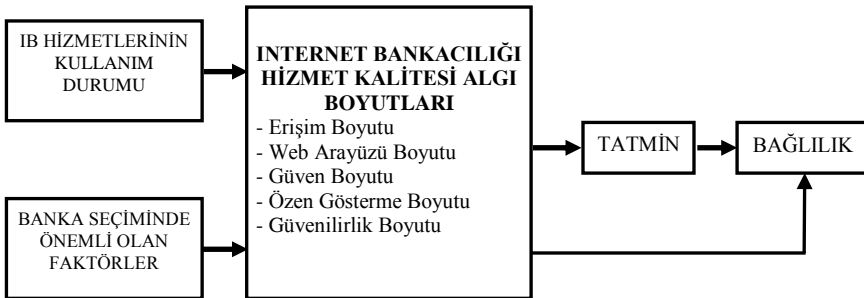 IB HİZMETLERİNİN
KULLANIM
DURUMU
BANKA SEÇİMİNDE
ÖNEMLİ OLAN
FAKTÖRLER
INTERNET BANKACILIĞI
HİZMET KALİTESİ ALGI
BOYUTLARI
- Erişim Boyutu
- Web Arayüzü Boyutu
- Güven Boyutu
- Özen Gösterme Boyutu
- Güvenilirlik Boyutu
TATMİN
BAĞLILIK